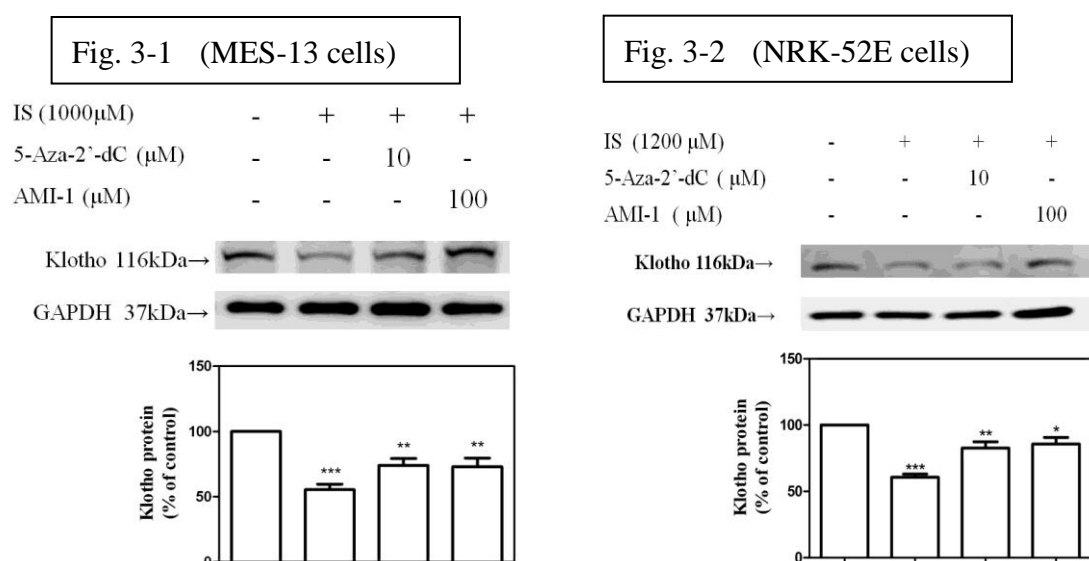 Fig. 3-1 (MES-13 cells)
IS (1000μM) - + + +
5-Aza-2`-dC (μM) - - 10 -
AMI-1 (μM) - - - 100
Klotho 116kDa→
GAPDH 37kDa→
Klotho protein
(% of control)
150
100
50
0
***
**
**
Fig. 3-2 (NRK-52E cells)
IS (1200 μM) - + + +
5-Aza-2`-dC ( μM) - - 10 -
AMI-1 ( μM) - - - 100
Klotho 116kDa→
GAPDH 37kDa→
Klotho protein
(% of control)
150
100
50
0
***
**
*